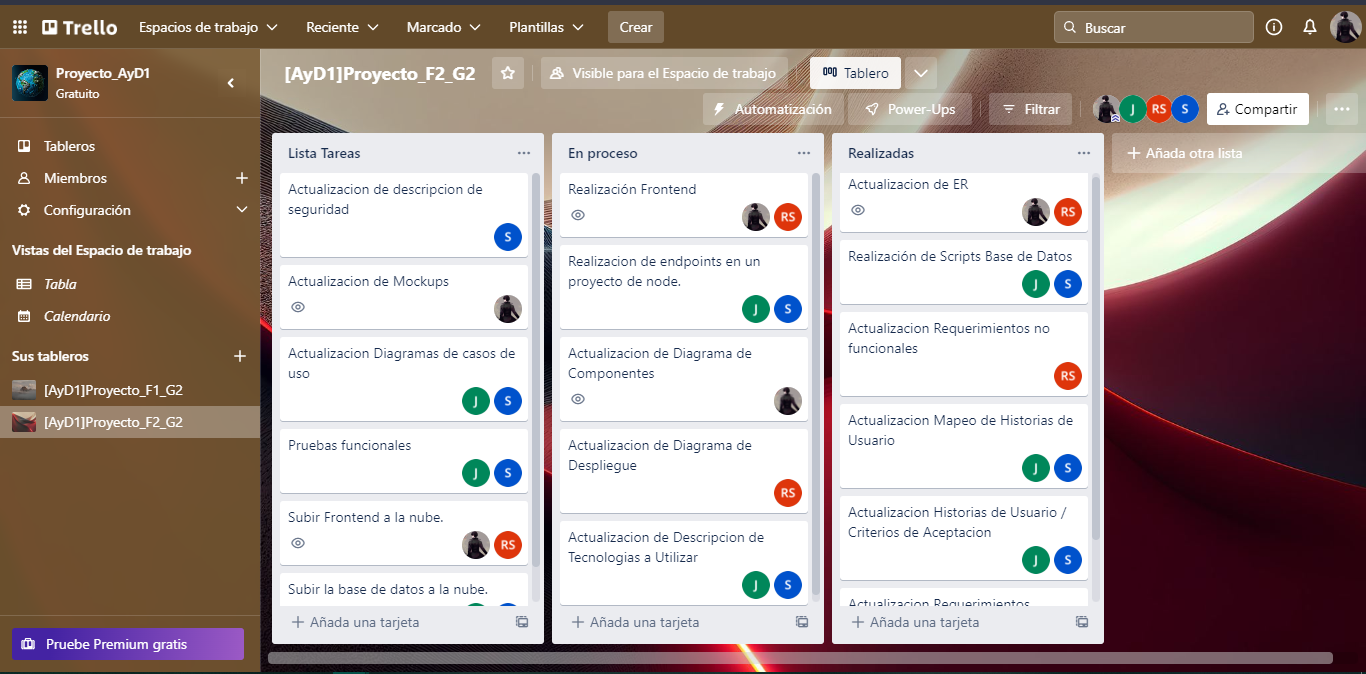 Trello
Espacios de trabajo
Reciente
Marcado
Plantillas
Crear
Buscar
Proyecto_AyD1
Gratuito
Tableros
Miembros
Configuración
Vistas del Espacio de trabajo
Tabla
Calendario
Sus tableros
[AyD1]Proyecto_F1_G2
[AyD1]Proyecto_F2_G2
Pruebe Premium gratis
[AyD1]Proyecto_F2_G2
Visible para el Espacio de trabajo
Tablero
Automatización
Power-Ups
Filtrar
J
RS
S
Compartir
Lista Tareas
Actualizacion de descripcion de
seguridad
S
Actualizacion de Mockups
Actualizacion Diagramas de casos de
uso
J S
Pruebas funcionales
J S
Subir Frontend a la nube.
RS
Subir la base de datos a la nube.
Añada una tarjeta
En proceso
Realización Frontend
RS
Realizacion de endpoints en un
proyecto de node.
J S
Actualizacion de Diagrama de
Componentes
Actualizacion de Diagrama de
Despliegue
RS
Actualizacion de Descripcion de
Tecnologias a Utilizar
J S
Añada una tarjeta
Realizadas
Actualizacion de ER
RS
Realización de Scripts Base de Datos
J S
Actualizacion Requerimientos no
funcionales
RS
Actualizacion Mapeo de Historias de
Usuario
J S
Actualizacion Historias de Usuario /
Criterios de Aceptacion
J S
Actualizacion Requerimientos
Añada una tarjeta
Añada otra lista